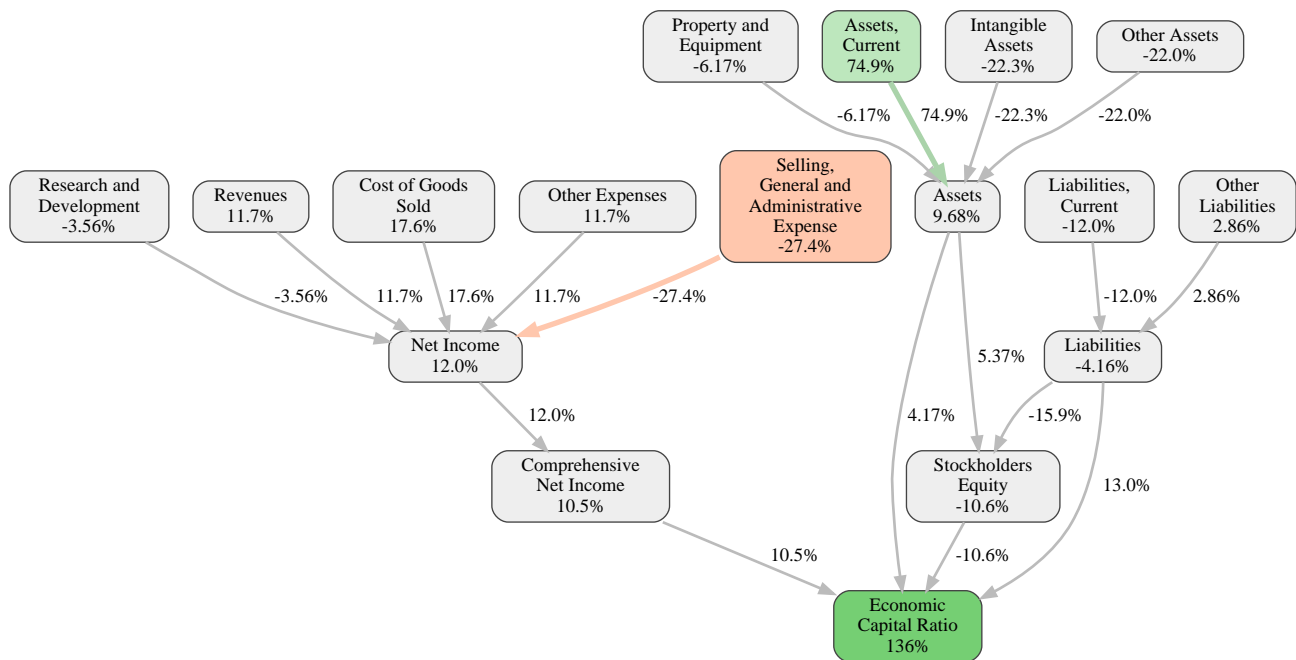 Property and
Equipment
-6.17%
Assets,
Current
74.9%
Intangible
Assets
-22.3%
Other Assets
-22.0%
-6.17%
74.9%
-22.3%
-22.0%
Research and
Development
-3.56%
Revenues
11.7%
Cost of Goods
Sold
17.6%
Other Expenses
11.7%
Selling,
General and
Administrative
Expense
-27.4%
Assets
9.68%
Liabilities,
Current
-12.0%
Other
Liabilities
2.86%
-3.56%
11.7%
17.6%
11.7%
-27.4%
-12.0%
2.86%
Net Income
12.0%
Liabilities
-4.16%
5.37%
12.0%
4.17%
-15.9%
Comprehensive
Net Income
10.5%
Stockholders
Equity
-10.6%
13.0%
10.5%
-10.6%
Economic
Capital Ratio
136%